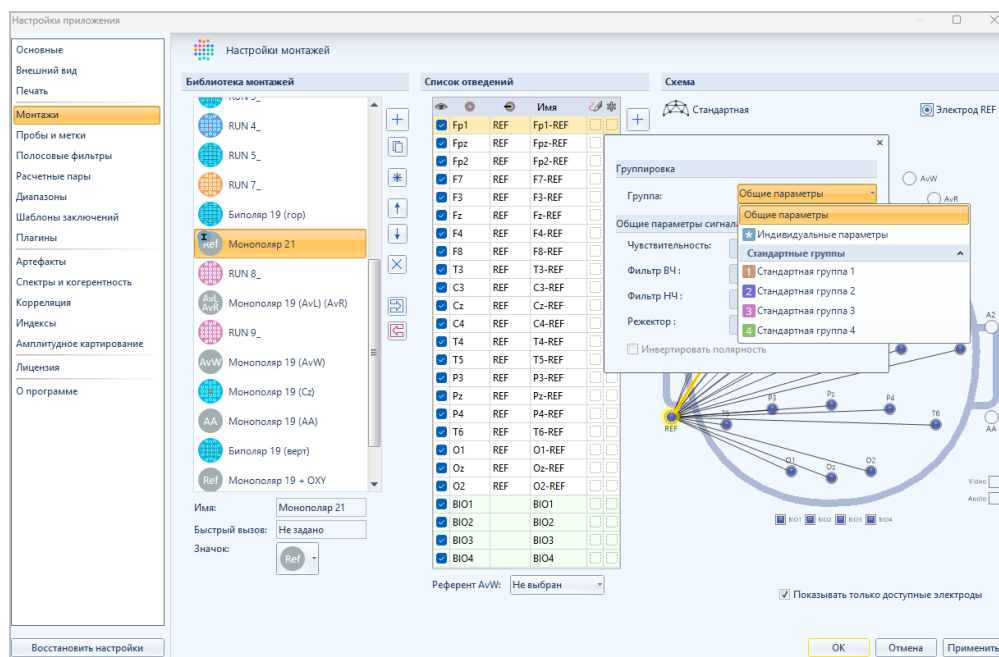 Настройки приложения
Основные
Внешний вид
Печать
Монтажи
Пробы и метки
Полосовые фильтры
Расчетные пары
Диапазоны
Шаблоны заключений
Плагины
Артефакты
Спектры и когерентность
Корреляция
Индексы
Амплитудное картирование
Лицензия
О программе
Восстановить настройки
Настройки монтажей
Библиотека монтажей
RUN 4_
RUN 5_
RUN 7_
Биполяр 19 (гор)
Ref Монополяр 21
RUN 8_
AvL AvR Монополяр 19 (AvL) (AvR)
RUN 9_
AvW Монополяр 19 (AvW)
Монополяр 19 (Cz)
AA Монополяр 19 (AA)
Биполяр 19 (верт)
Ref Монополяр 19 + OXY
Имя: Монополяр 21
Быстрый вызов: Не задано
Значок: Ref
Список отведений
Имя
Fp1 REF Fp1-REF
Fpz REF Fpz-REF
Fp2 REF Fp2-REF
F7 REF F7-REF
F3 REF F3-REF
Fz REF Fz-REF
F4 REF F4-REF
F8 REF F8-REF
T3 REF T3-REF
C3 REF C3-REF
Cz REF Cz-REF
C4 REF C4-REF
T4 REF T4-REF
T5 REF T5-REF
P3 REF P3-REF
Pz REF Pz-REF
P4 REF P4-REF
T6 REF T6-REF
O1 REF O1-REF
Oz REF Oz-REF
O2 REF O2-REF
BIO1 BIO1
BIO2 BIO2
BIO3 BIO3
BIO4 BIO4
Референт AvW: Не выбран
Схема
Стандартная
Электрод REF
AvW
AvR
Группировка
Группа: Общие параметры
Общие параметры сигнала
Чувствительность:
Фильтр ВЧ :
Фильтр НЧ :
Режектор :
Инвертировать полярность
Общие параметры
Индивидуальные параметры
Стандартные группы
1 Стандартная группа 1
2 Стандартная группа 2
3 Стандартная группа 3
4 Стандартная группа 4
A2
P3 Pz P4
REF T5 T6 AA
O1 Oz O2
Video
Audio
BIO1 BIO2 BIO3 BIO4
Показывать только доступные электроды
OK Отмена Применить